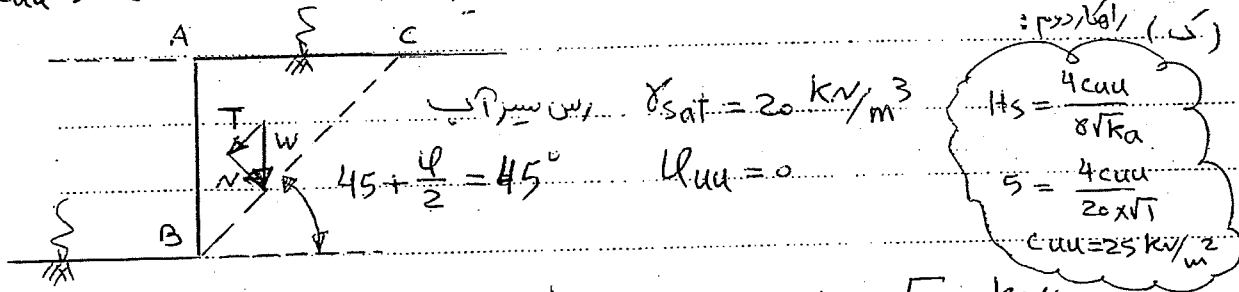 A
C
B
T
W
N
رس سیر آب γsat = 20 KN/m³
45 + φ/2 = 45°
φuu = 0
(ک) راهکار دوم:
Hs = 4cuu / γ√ka
5 = 4cuu / 20×√1
cuu = 25 kN/m²